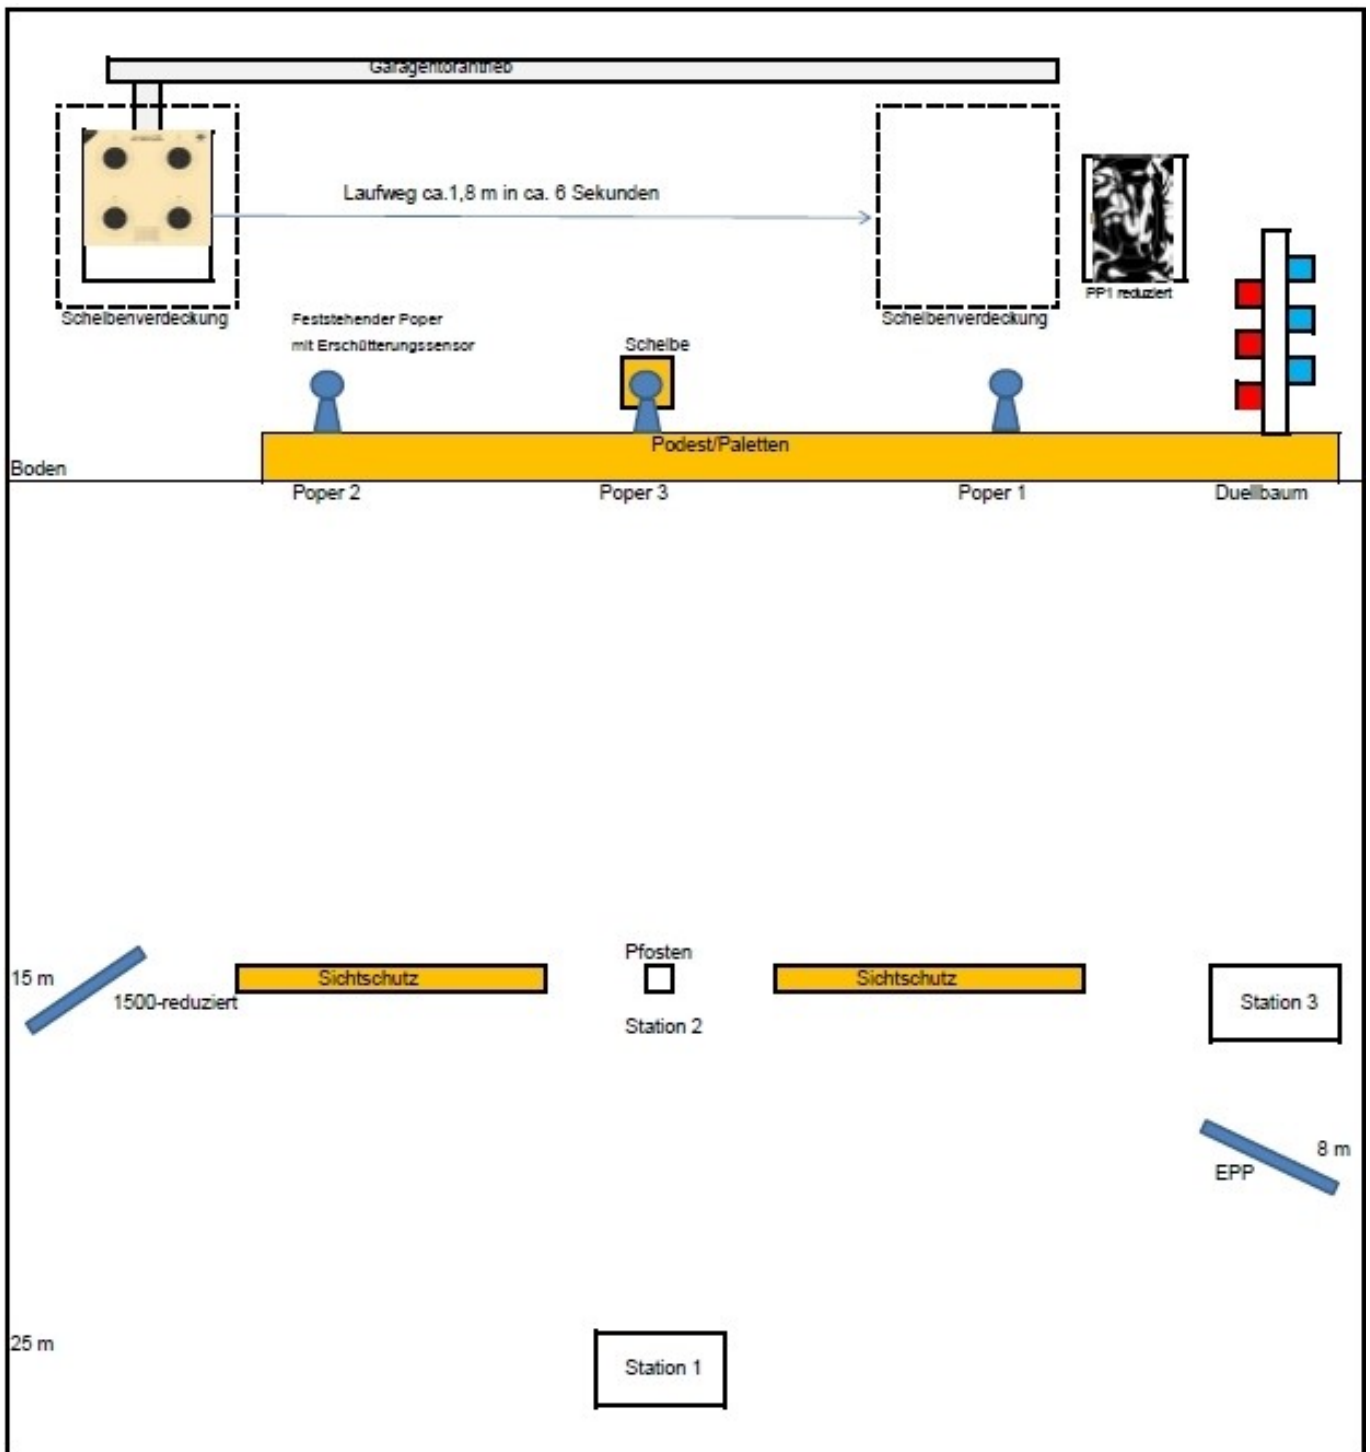 Garagentorantrieb
Laufweg ca.1,8 m in ca. 6 Sekunden
PP1 reduziert
Scheibenverdeckung
Feststehender Poper
mit Erschütterungssensor
Scheibe
Scheibenverdeckung
Podest/Paletten
Boden
Poper 2
Poper 3
Poper 1
Duellbaum
Pfosten
15 m
Sichtschutz
Sichtschutz
1500-reduziert
Station 2
Station 3
8 m
EPP
25 m
Station 1